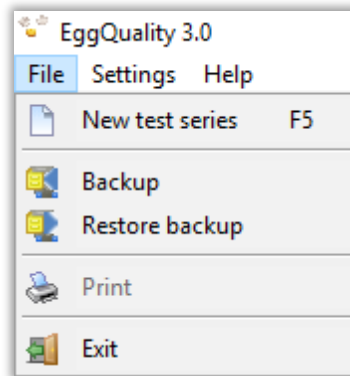 EggQuality 3.0
File Settings Help
New test series F5
Backup
Restore backup
Print
Exit